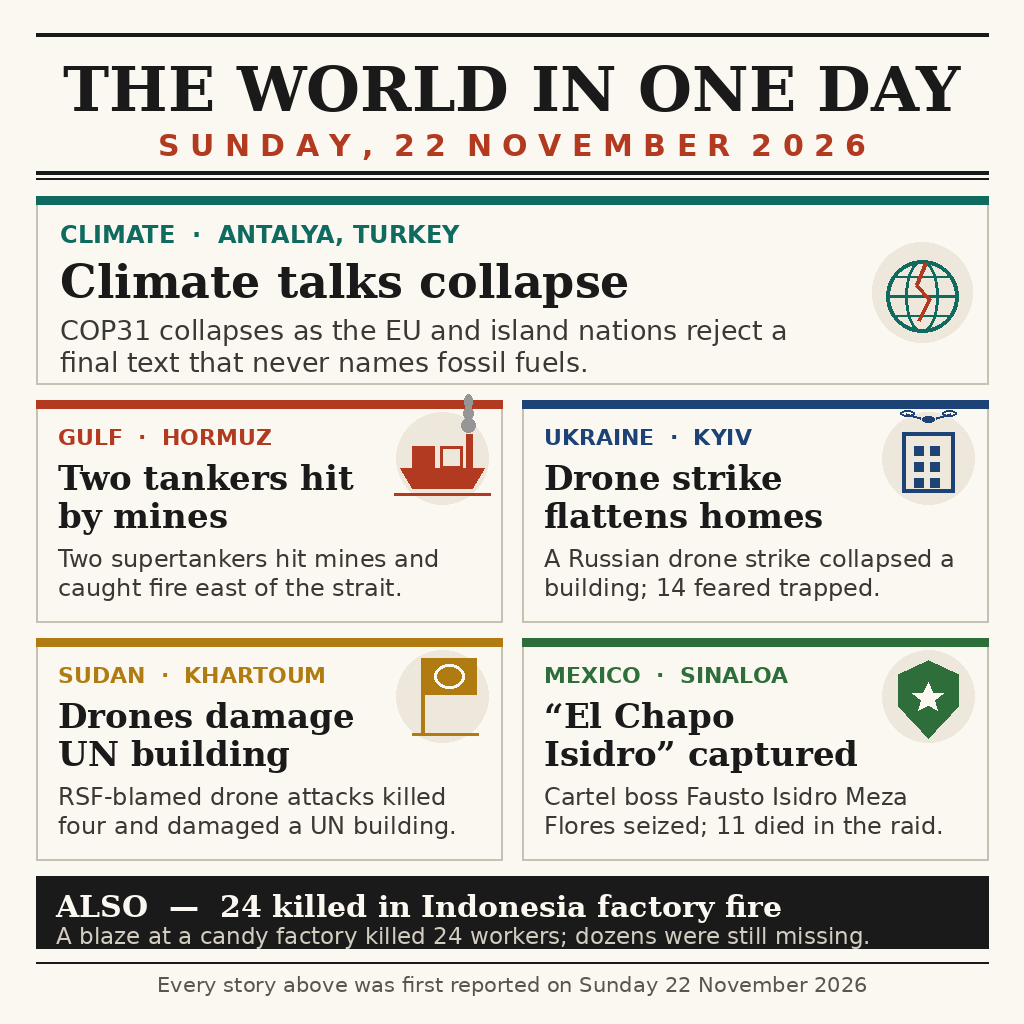 THE WORLD IN ONE DAY
SUNDAY, 22 NOVEMBER 2026
CLIMATE · ANTALYA, TURKEY
Climate talks collapse
COP31 collapses as the EU and island nations reject a
final text that never names fossil fuels.
GULF · HORMUZ
Two tankers hit
by mines
Two supertankers hit mines and
caught fire east of the strait.
UKRAINE · KYIV
Drone strike
flattens homes
A Russian drone strike collapsed a
building; 14 feared trapped.
SUDAN · KHARTOUM
Drones damage
UN building
RSF-blamed drone attacks killed
four and damaged a UN building.
MEXICO · SINALOA
“El Chapo
Isidro” captured
Cartel boss Fausto Isidro Meza
Flores seized; 11 died in the raid.
ALSO — 24 killed in Indonesia factory fire
A blaze at a candy factory killed 24 workers; dozens were still missing.
Every story above was first reported on Sunday 22 November 2026